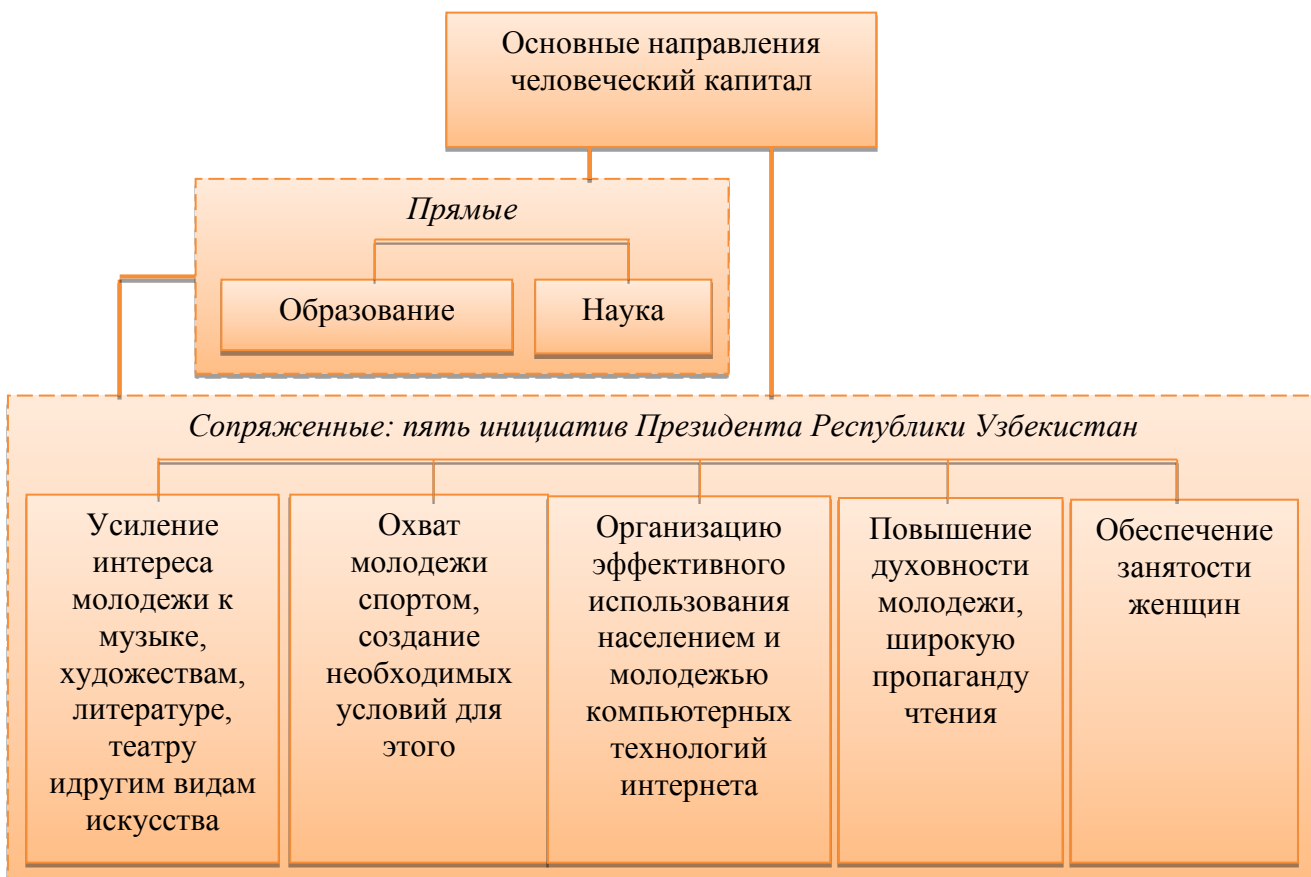 Основные направления
человеческий капитал
Прямые
Образование
Наука
Сопряженные: пять инициатив Президента Республики Узбекистан
Усиление
интереса
молодежи к
музыке,
художествам,
литературе,
театру
идругим видам
искусства
Охват
молодежи
спортом,
создание
необходимых
условий для
этого
Организацию
эффективного
использования
населением и
молодежью
компьютерных
технологий
интернета
Повышение
духовности
молодежи,
широкую
пропаганду
чтения
Обеспечение
занятости
женщин